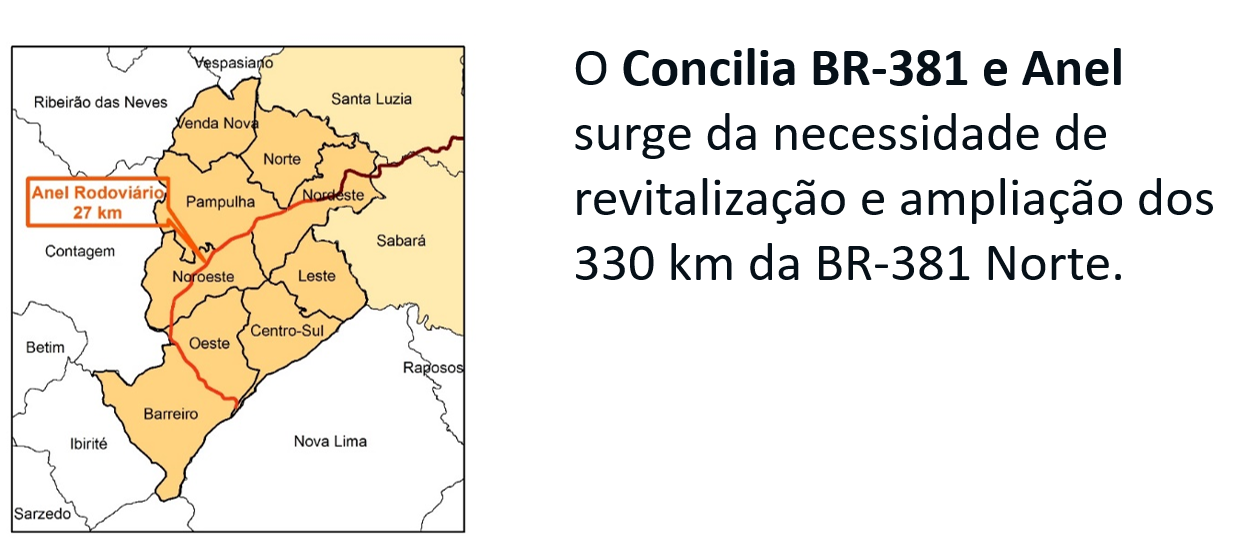 Vespasiano
Ribeirão das Neves
Santa Luzia
Venda Nova
Norte
Anel Rodoviário
27 km
Pampulha
Nordeste
Contagem
Sabará
Noroeste
Leste
Centro-Sul
Oeste
Betim
Raposos
Barreiro
Ibirité
Nova Lima
Sarzedo
O Concilia BR-381 e Anel
surge da necessidade de
revitalização e ampliação dos
330 km da BR-381 Norte.